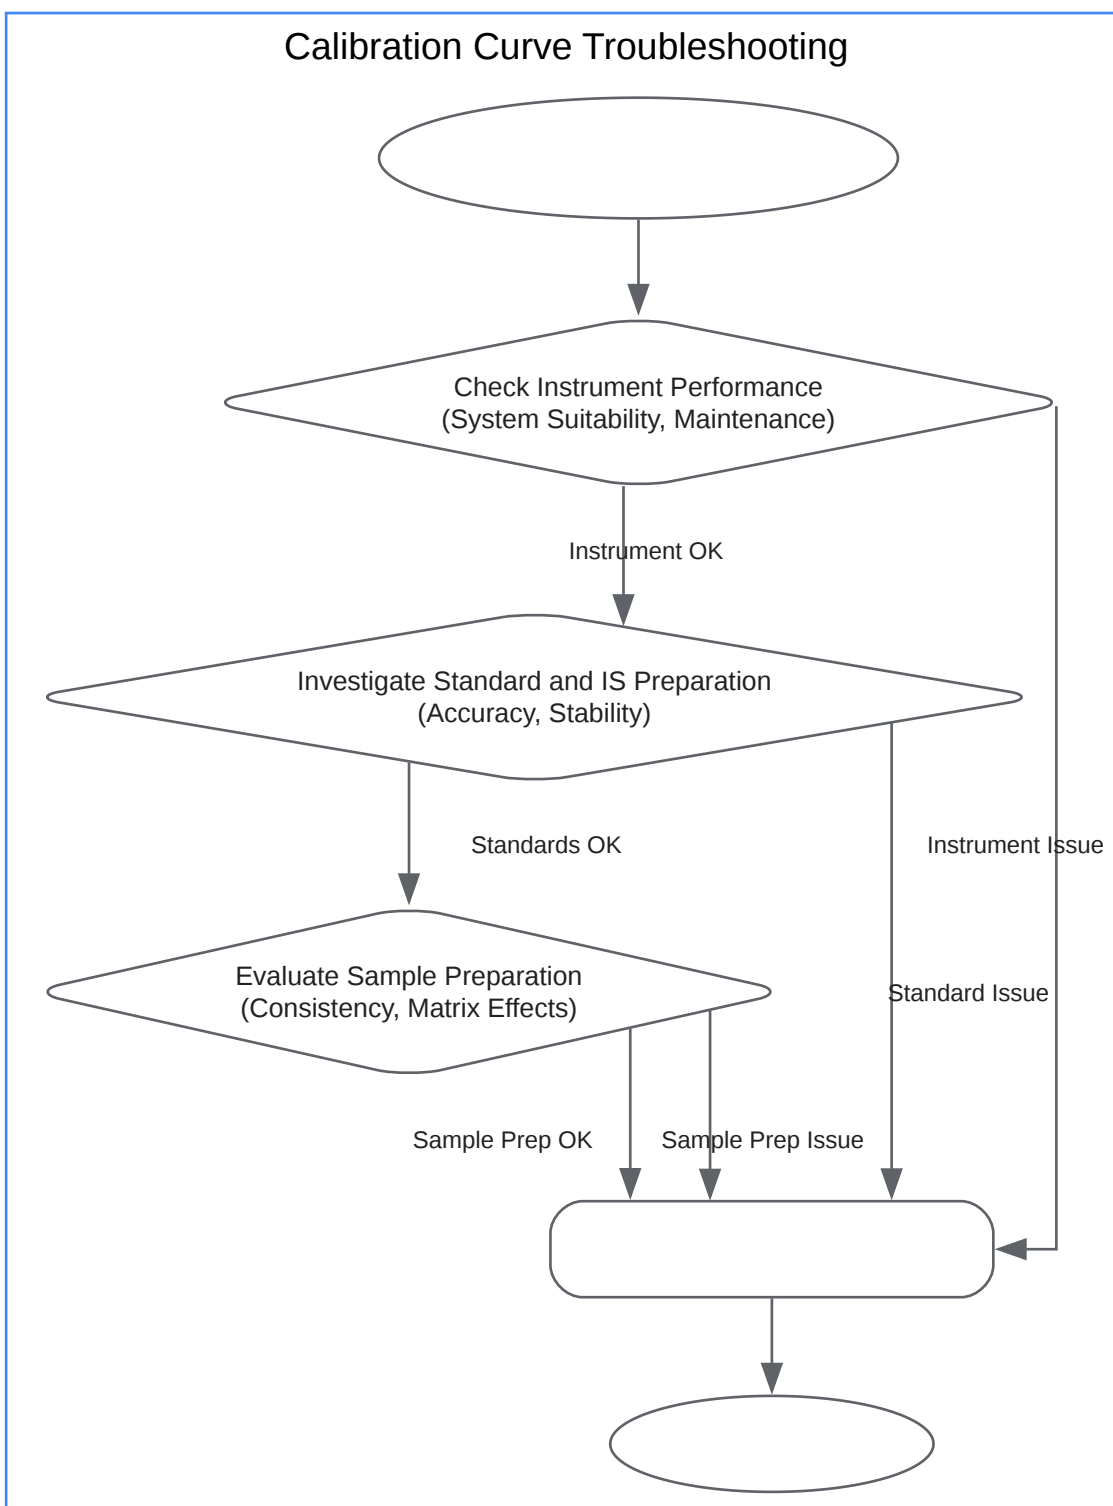 Calibration Curve Troubleshooting
Check Instrument Performance
(System Suitability, Maintenance)
Instrument OK
Investigate Standard and IS Preparation
(Accuracy, Stability)
Standards OK
Instrument Issue
Evaluate Sample Preparation
(Consistency, Matrix Effects)
Standard Issue
Sample Prep OK
Sample Prep Issue